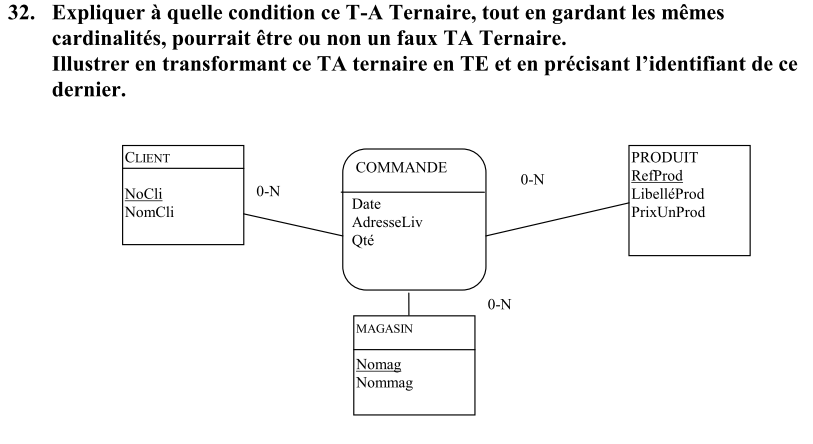 32. Expliquer à quelle condition ce T-A Ternaire, tout en gardant les mêmes
cardinalités, pourrait être ou non un faux TA Ternaire.
Illustrer en transformant ce TA ternaire en TE et en précisant l’identifiant de ce
dernier.
CLIENT
NoCli
NomCli
0-N
COMMANDE
Date
AdresseLiv
Qté
0-N
PRODUIT
RefProd
LibelléProd
PrixUnProd
0-N
MAGASIN
Nomag
Nommag